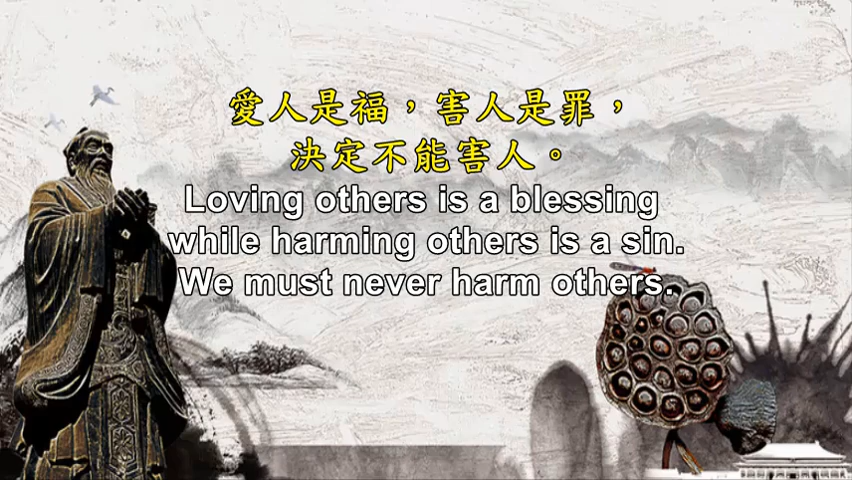 愛人是福，害人是罪，
決定不能害人。
Loving others is a blessing
while harming others is a sin.
We must never harm others.